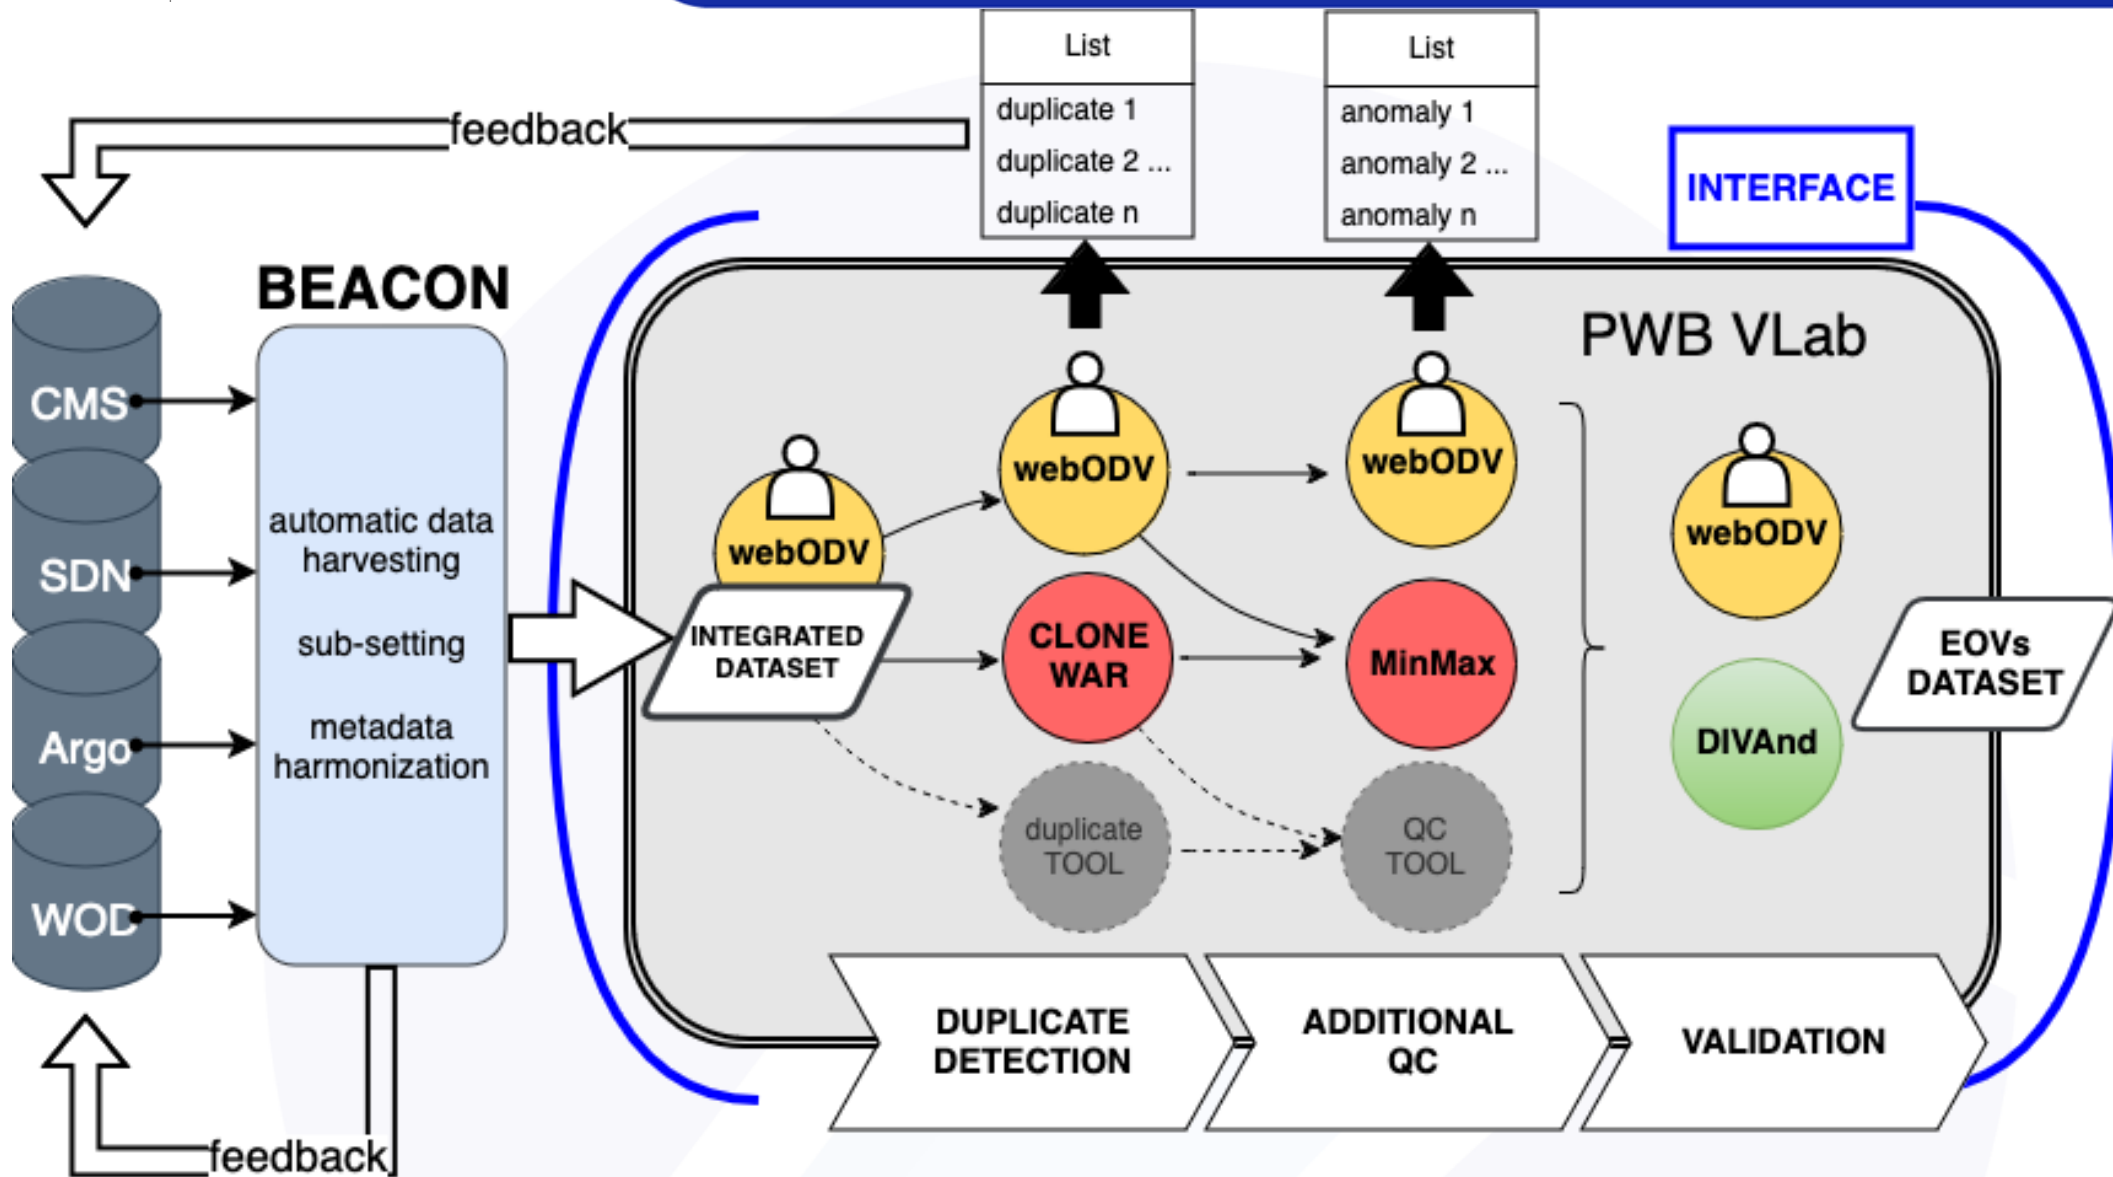 List
duplicate 1
duplicate 2 ...
duplicate n
List
anomaly 1
anomaly 2 ...
anomaly n
feedback
INTERFACE
BEACON
PWB VLab
CMS
SDN
Argo
WOD
automatic data
harvesting
sub-setting
metadada
harmonization
webODV
INTEGRATED
DATASET
webODV
CLONE
WAR
duplicate
TOOL
webODV
MinMax
QC
TOOL
webODV
DIVAnd
EOVs
DATASET
DUPLICATE
DETECTION
ADDITIONAL
QC
VALIDATION
feedback